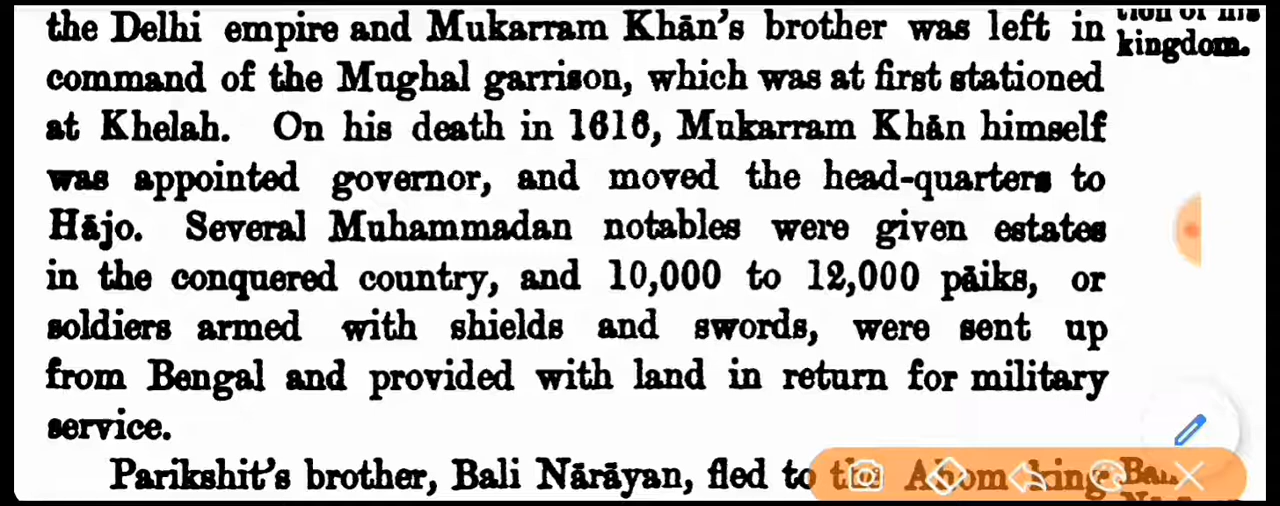 the Delhi empire and Mukarram Khān's brother was left in
kingdom.
command of the Mughal garrison, which was at first stationed
at Khelah. On his death in 1616, Mukarram Khān himself
was appointed governor, and moved the head-quarters to
Hājo. Several Muhammadan notables were given estates
in the conquered country, and 10,000 to 12,000 pāiks, or
soldiers armed with shields and swords, were sent up
from Bengal and provided with land in return for military
service.
Parikshit's brother, Bali Nārāyan, fled to the Ahom king